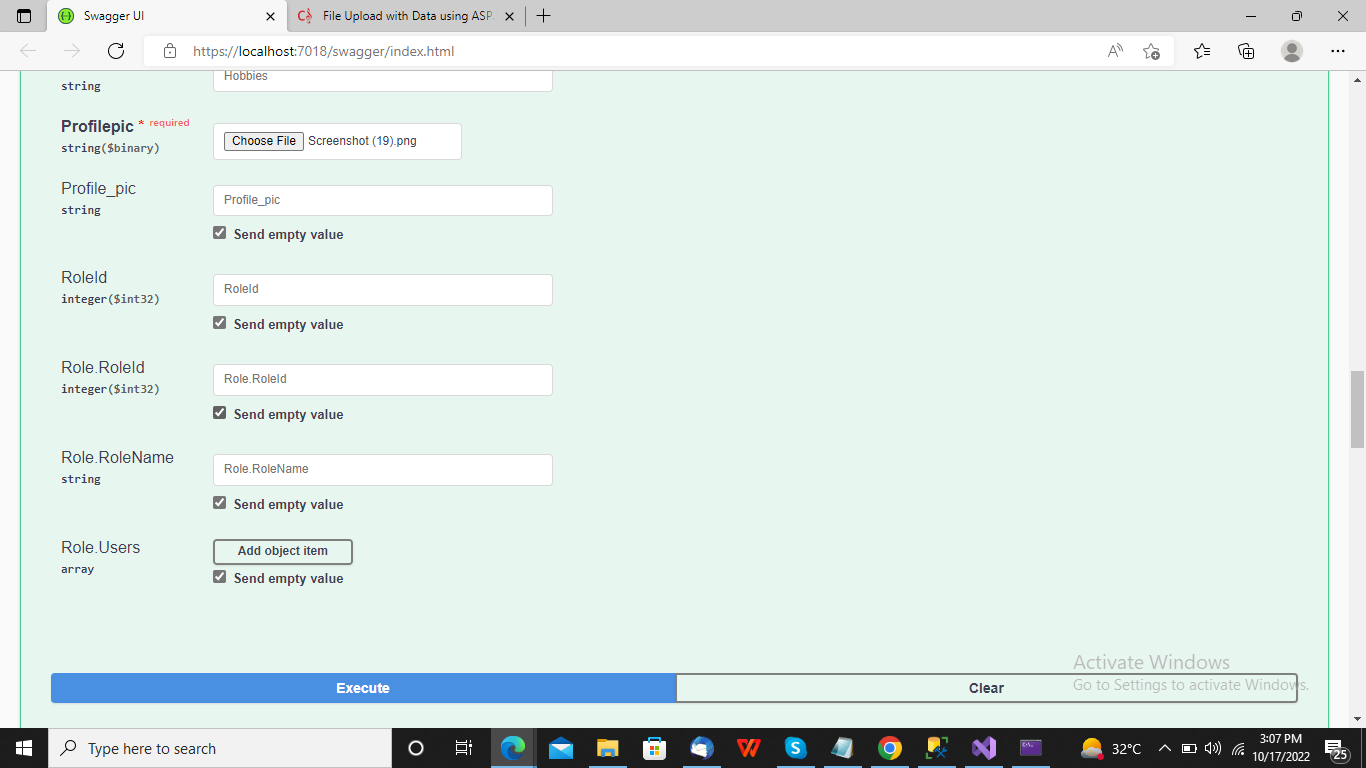 Swagger UI
File Upload with Data using ASP.
https://localhost:7018/swagger/index.html
string
Hobbies
Profilepic * required
string($binary)
Choose File Screenshot (19).png
Profile_pic
string
Profile_pic
Send empty value
RoleId
integer($int32)
RoleId
Send empty value
Role.RoleId
integer($int32)
Role.RoleId
Send empty value
Role.RoleName
string
Role.RoleName
Send empty value
Role.Users
array
Add object item
Send empty value
Activate Windows
Go to Settings to activate Windows.
Execute
Clear
Type here to search
32°C
3:07 PM
10/17/2022
25